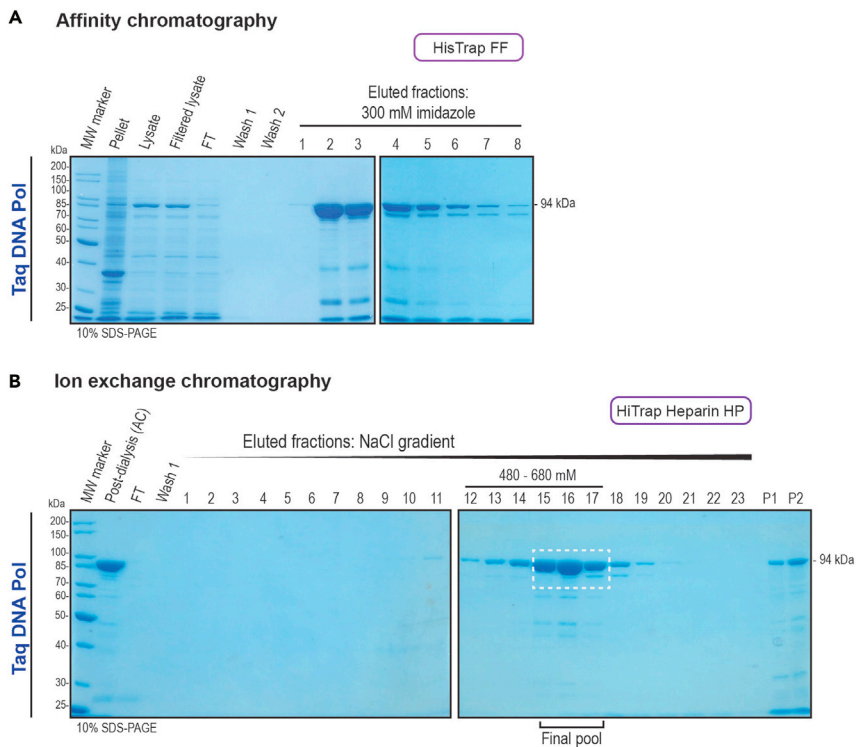 A Affinity chromatography
HisTrap FF
Eluted fractions:
300 mM imidazole
MW marker Pellet Lysate Filtered lysate FT Wash 1 Wash 2 1 2 3 4 5 6 7 8
kDa
200-
150-
100-
85-
70-
60-
50-
40-
30-
25-
Taq DNA Pol
- 94 kDa
10% SDS-PAGE
B Ion exchange chromatography
HiTrap Heparin HP
Eluted fractions: NaCl gradient
480 - 680 mM
MW marker Post-dialysis (AC) FT Wash 1 1 2 3 4 5 6 7 8 9 10 11 12 13 14 15 16 17 18 19 20 21 22 23 P1 P2
kDa
200-
150-
100-
85-
70-
60-
50-
40-
30-
25-
Taq DNA Pol
- 94 kDa
10% SDS-PAGE
Final pool